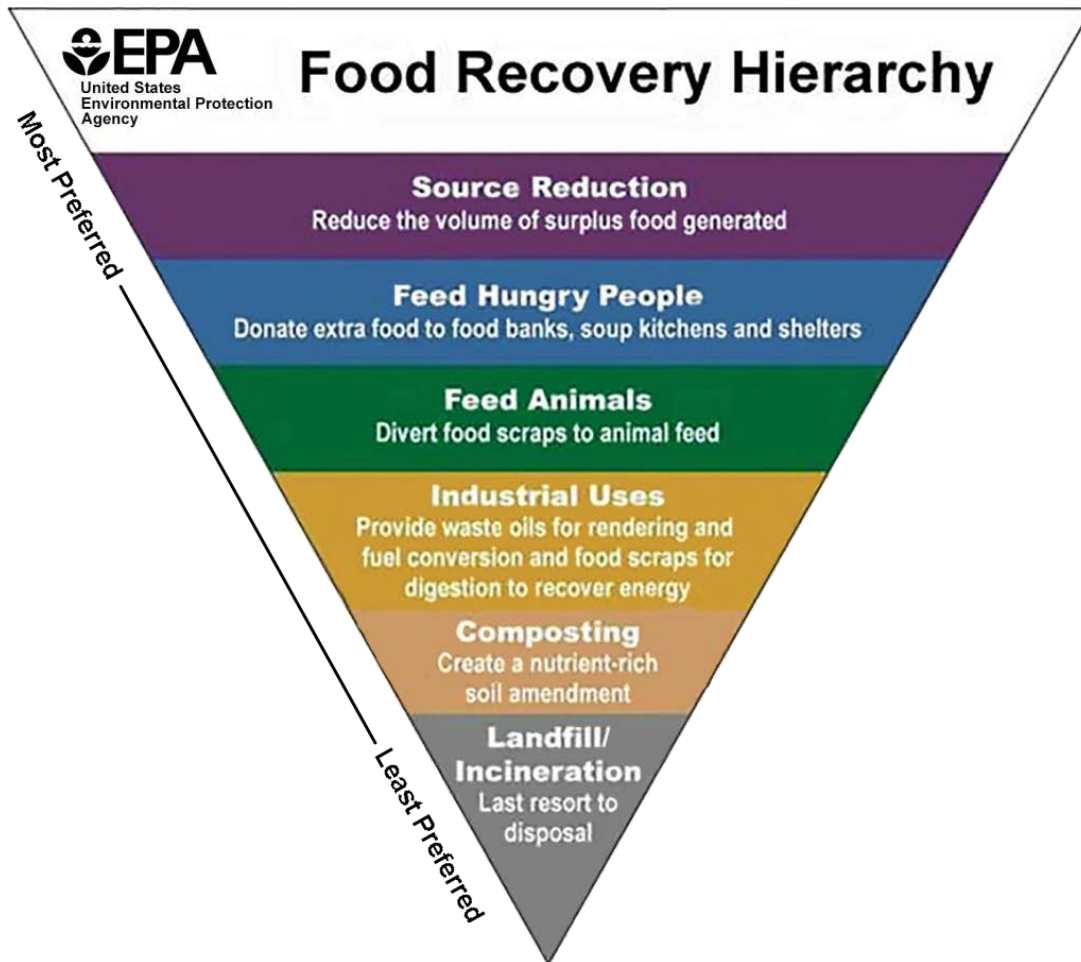 EPA
United States
Environmental Protection
Agency
Food Recovery Hierarchy
Most Preferred
Source Reduction
Reduce the volume of surplus food generated
Feed Hungry People
Donate extra food to food banks, soup kitchens and shelters
Feed Animals
Divert food scraps to animal feed
Industrial Uses
Provide waste oils for rendering and
fuel conversion and food scraps for
digestion to recover energy
Composting
Create a nutrient-rich
soil amendment
Landfill/
Incineration
Last resort to
disposal
Least Preferred